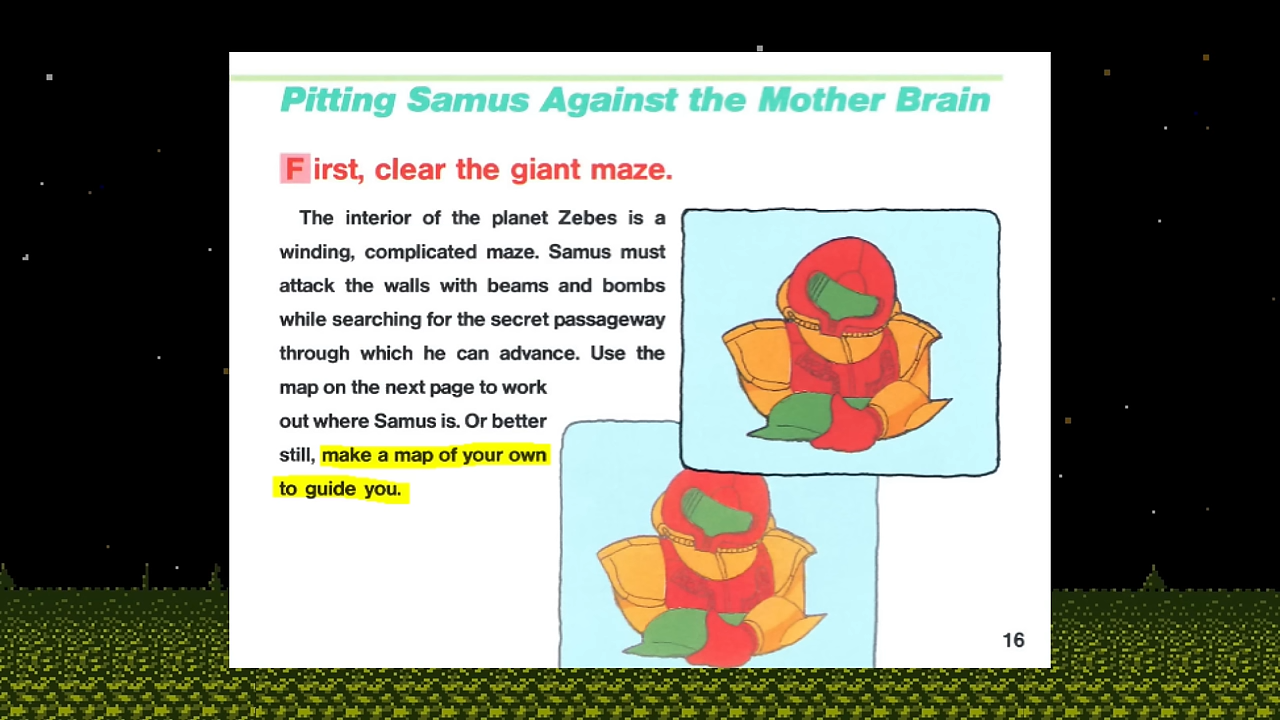 Pitting Samus Against the Mother Brain
First, clear the giant maze.
The interior of the planet Zebes is a
winding, complicated maze. Samus must
attack the walls with beams and bombs
while searching for the secret passageway
through which he can advance. Use the
map on the next page to work
out where Samus is. Or better
still, make a map of your own
to guide you.
16